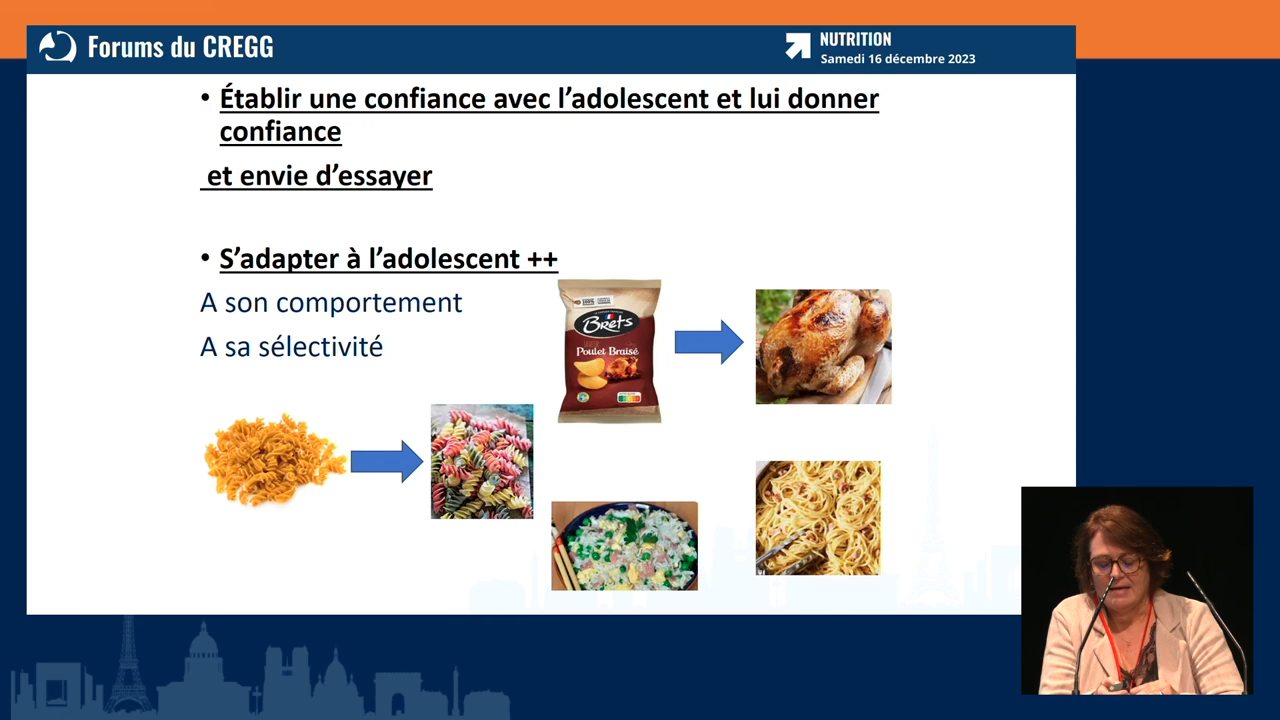 Forums du CREGG
NUTRITION
Samedi 16 décembre 2023
• Établir une confiance avec l’adolescent et lui donner
confiance
et envie d’essayer
• S’adapter à l’adolescent ++
A son comportement
A sa sélectivité
Brets
Poulet Braisé